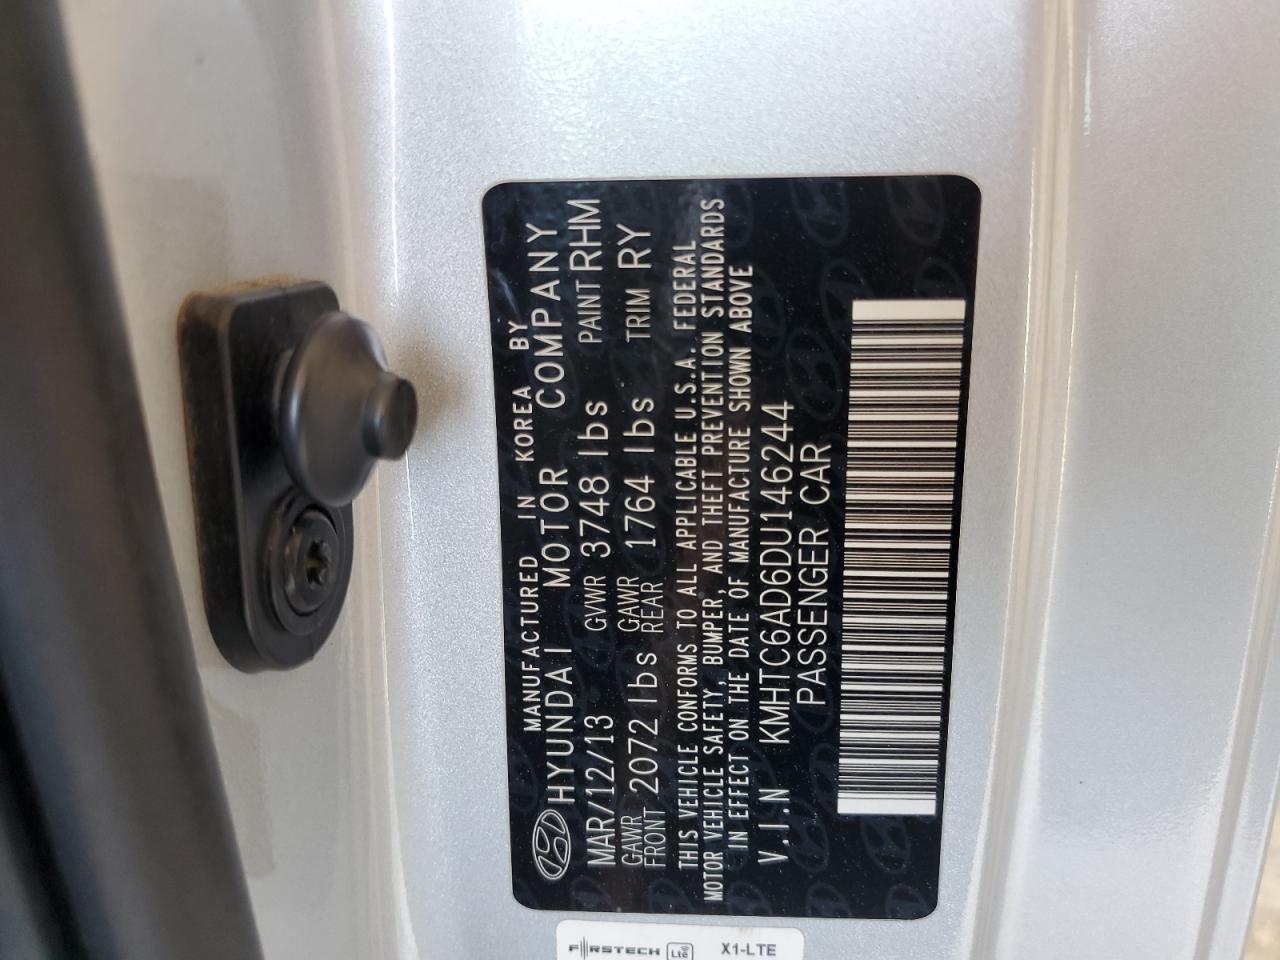 MANUFACTURED IN KOREA BY
HYUNDAI MOTOR COMPANY
MAR/12/13 GVWR 3748 lbs PAINT RHM
GAWR FRONT 2072 lbs GAWR REAR 1764 lbs TRIM RY
THIS VEHICLE CONFORMS TO ALL APPLICABLE U.S.A. FEDERAL
MOTOR VEHICLE SAFETY, BUMPER, AND THEFT PREVENTION STANDARDS
IN EFFECT ON THE DATE OF MANUFACTURE SHOWN ABOVE
V.I.N KMHTC6AD6DU146244
PASSENGER CAR
FIRSTECH Lte X1-LTE